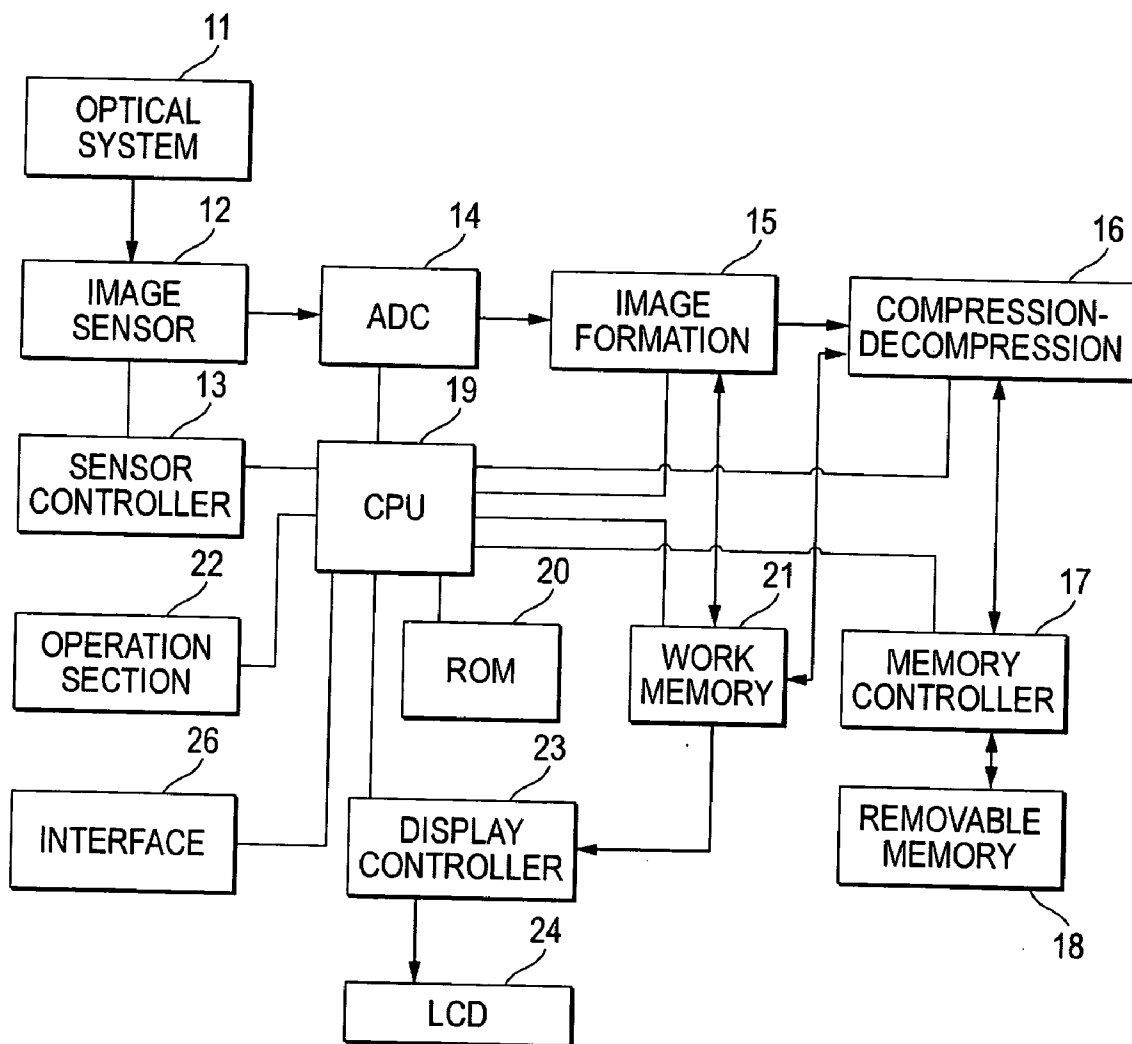 11
OPTICAL
SYSTEM
12
IMAGE
SENSOR
14
ADC
15
IMAGE
FORMATION
16
COMPRESSION-
DECOMPRESSION
13
SENSOR
CONTROLLER
19
CPU
22
OPERATION
SECTION
20
ROM
21
WORK
MEMORY
17
MEMORY
CONTROLLER
26
INTERFACE
23
DISPLAY
CONTROLLER
REMOVABLE
MEMORY
18
24
LCD